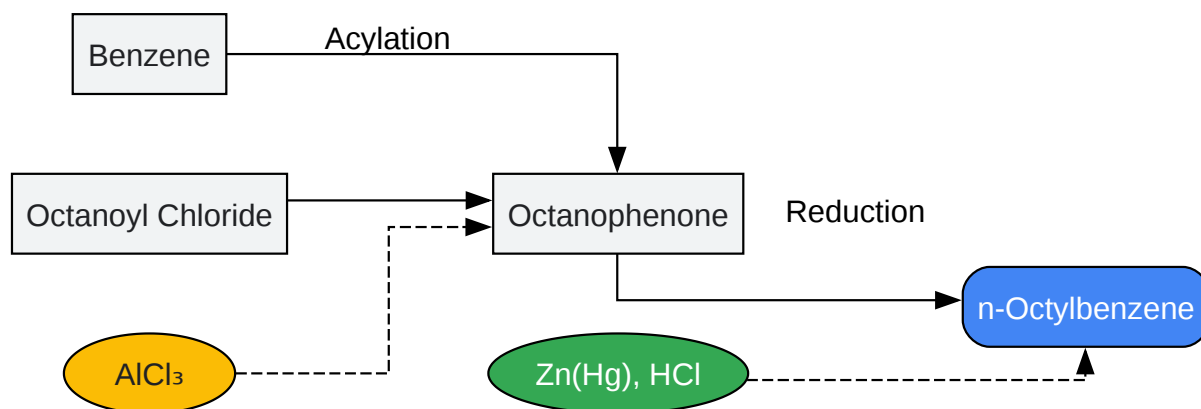 Benzene
Acylation
Octanoyl Chloride
Octanophenone
Reduction
n-Octylbenzene
AlCl₃
Zn(Hg), HCl